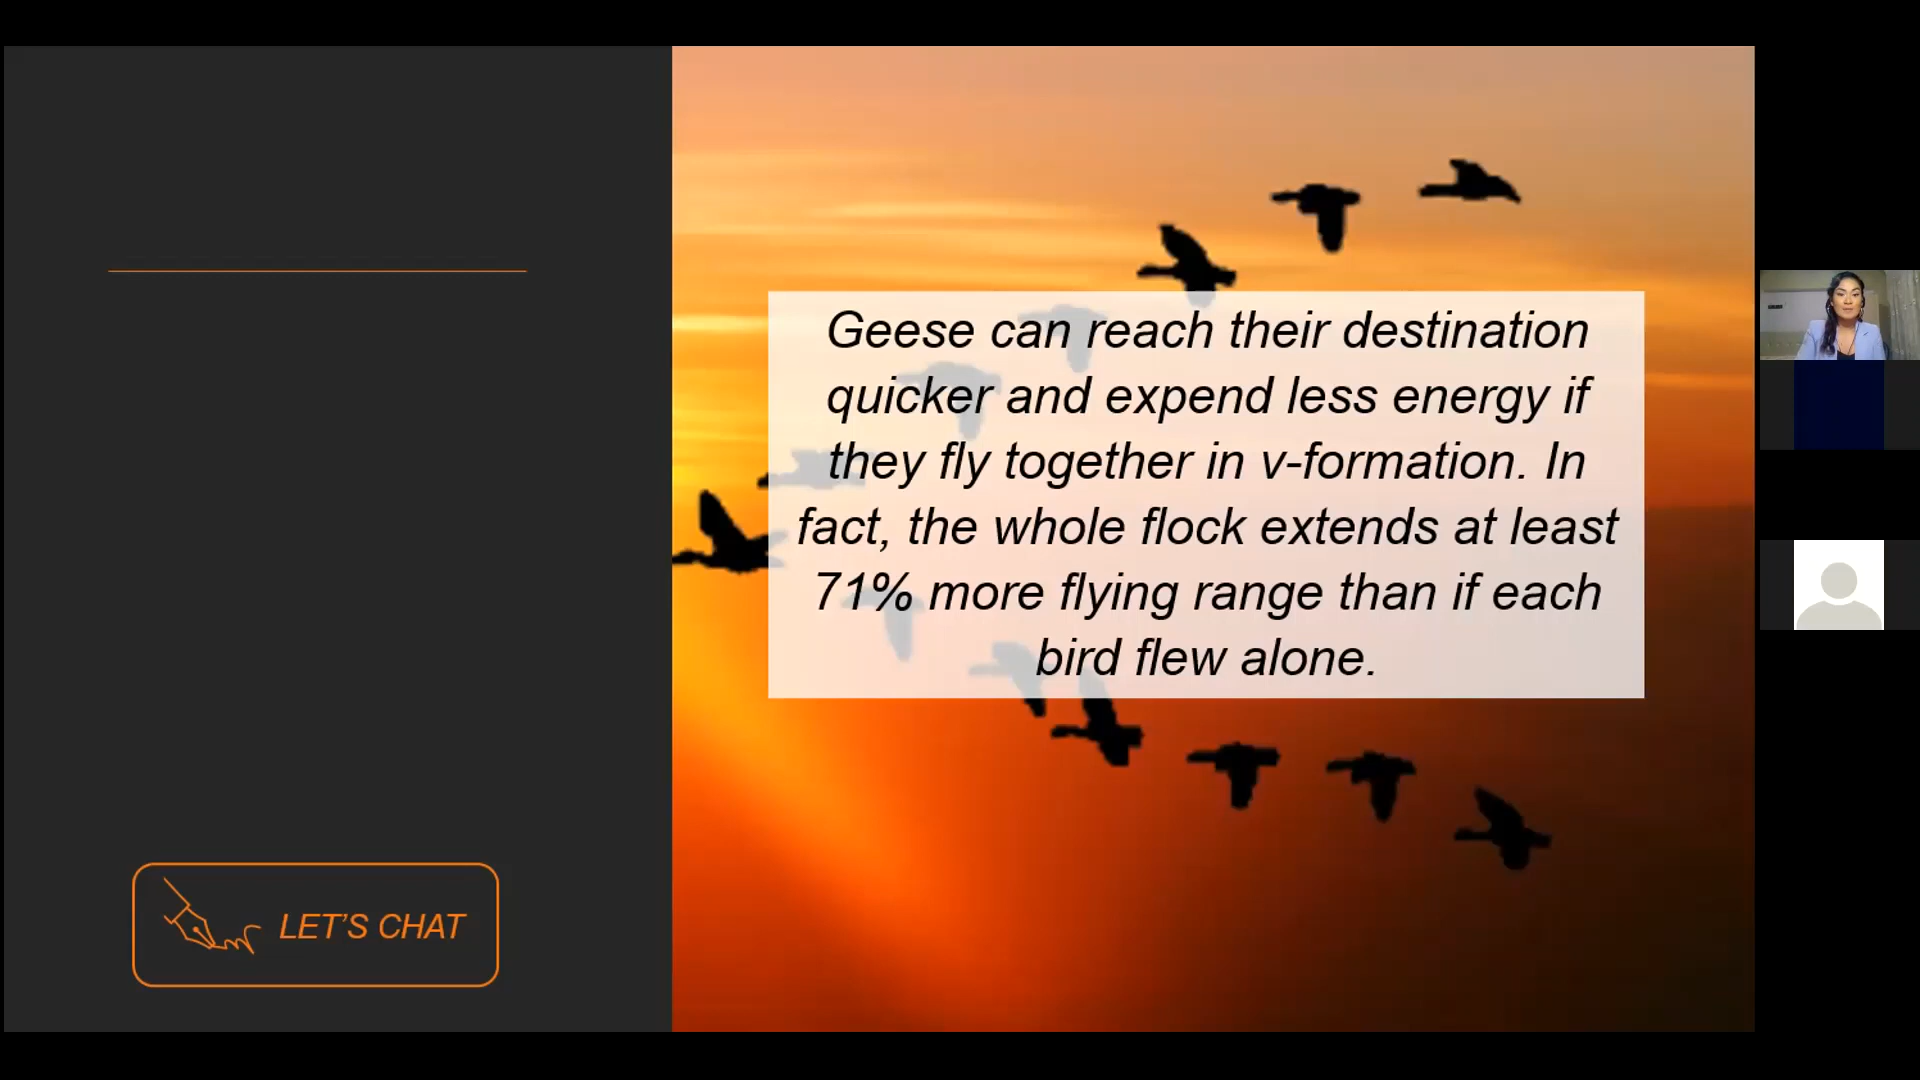 Geese can reach their destination
quicker and expend less energy if
they fly together in v-formation. In
fact, the whole flock extends at least
71% more flying range than if each
bird flew alone.
LET’S CHAT